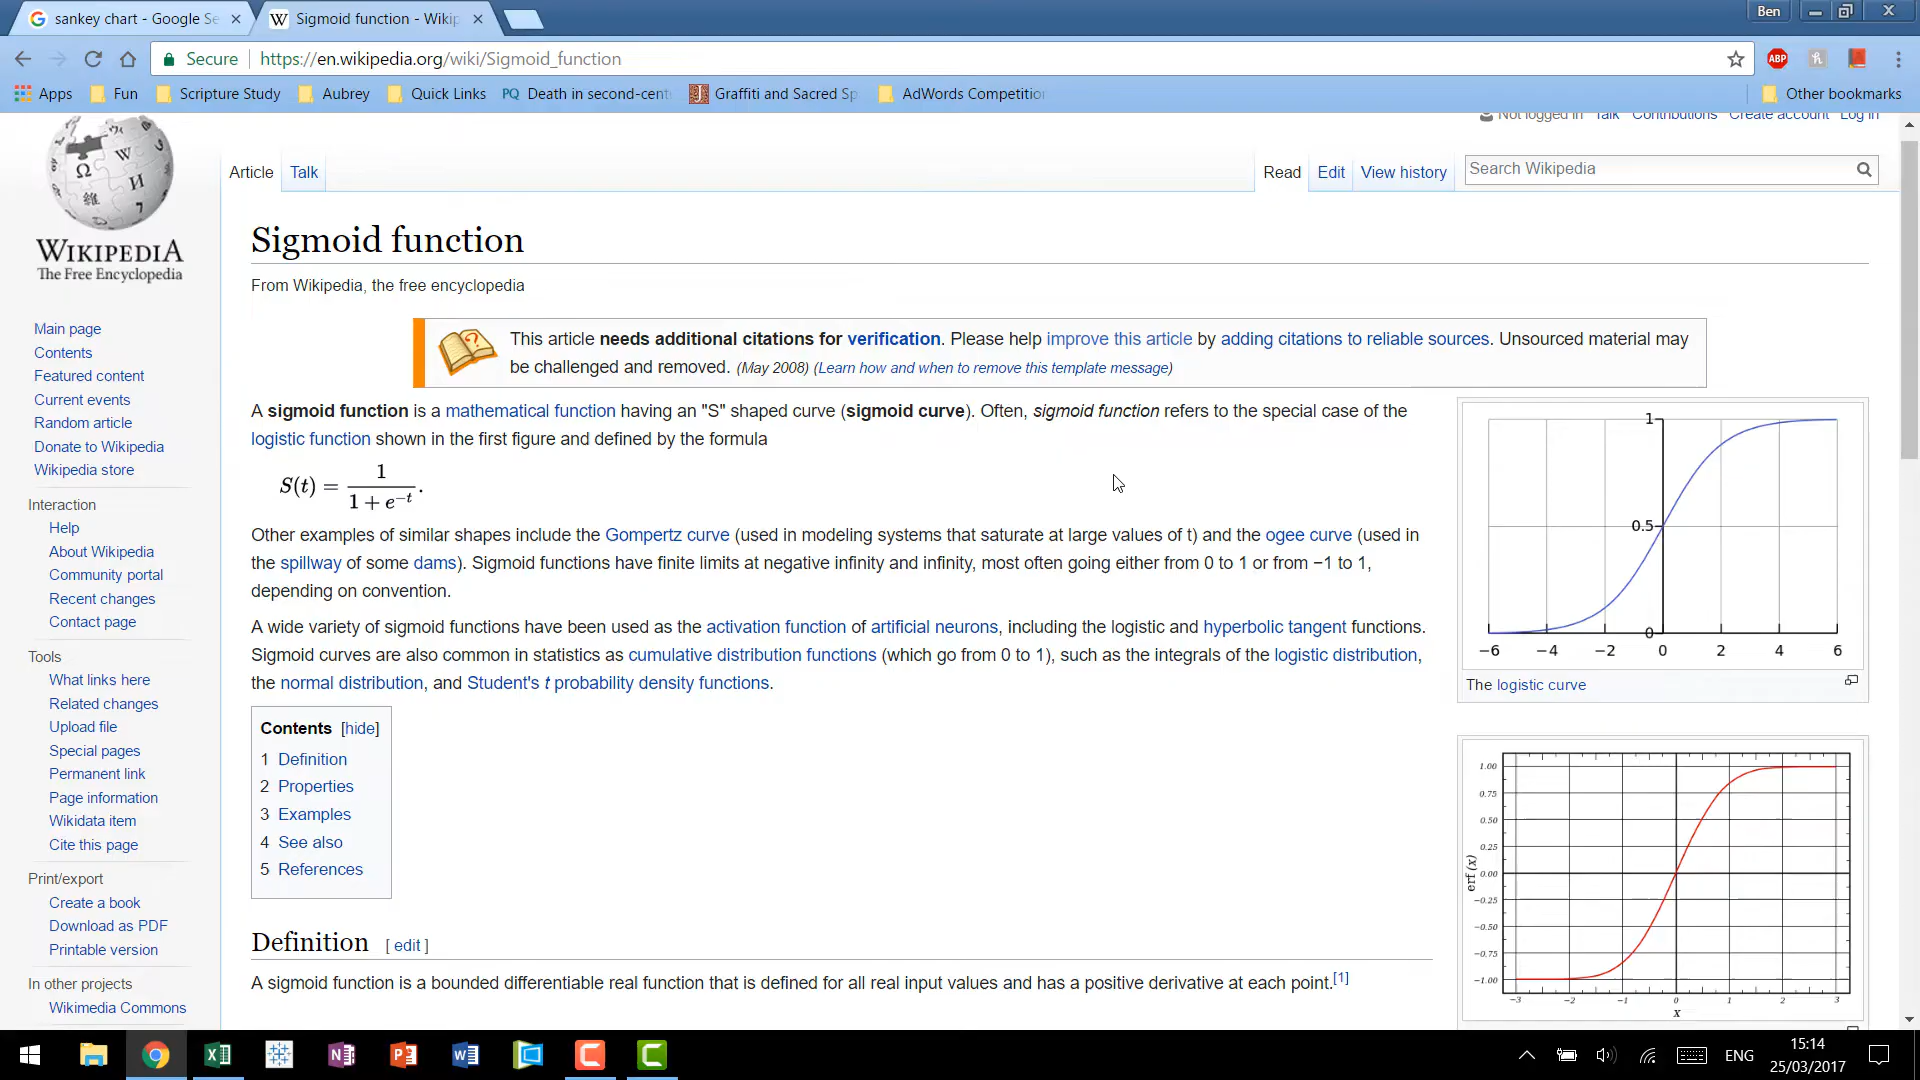 sankey chart - Google Se
Sigmoid function - Wikip
Ben
Secure
https://en.wikipedia.org/wiki/Sigmoid_function
ABP
Apps
Fun
Scripture Study
Aubrey
Quick Links
PQ Death in second-cent
Graffiti and Sacred Sp
AdWords Competitio
Other bookmarks
Not logged in Talk Contributions Create account Log in
WIKIPEDIA
The Free Encyclopedia
Article
Talk
Read
Edit
View history
Search Wikipedia
Main page
Contents
Featured content
Current events
Random article
Donate to Wikipedia
Wikipedia store
Interaction
Help
About Wikipedia
Community portal
Recent changes
Contact page
Tools
What links here
Related changes
Upload file
Special pages
Permanent link
Page information
Wikidata item
Cite this page
Print/export
Create a book
Download as PDF
Printable version
In other projects
Wikimedia Commons
Sigmoid function
From Wikipedia, the free encyclopedia
This article needs additional citations for verification. Please help improve this article by adding citations to reliable sources. Unsourced material may
be challenged and removed. (May 2008) (Learn how and when to remove this template message)
A sigmoid function is a mathematical function having an "S" shaped curve (sigmoid curve). Often, sigmoid function refers to the special case of the
logistic function shown in the first figure and defined by the formula
S(t) = 1 / (1 + e^−t).
Other examples of similar shapes include the Gompertz curve (used in modeling systems that saturate at large values of t) and the ogee curve (used in
the spillway of some dams). Sigmoid functions have finite limits at negative infinity and infinity, most often going either from 0 to 1 or from −1 to 1,
depending on convention.
A wide variety of sigmoid functions have been used as the activation function of artificial neurons, including the logistic and hyperbolic tangent functions.
Sigmoid curves are also common in statistics as cumulative distribution functions (which go from 0 to 1), such as the integrals of the logistic distribution,
the normal distribution, and Student's t probability density functions.
Contents [hide]
1 Definition
2 Properties
3 Examples
4 See also
5 References
Definition [ edit ]
A sigmoid function is a bounded differentiable real function that is defined for all real input values and has a positive derivative at each point.[1]
1
0.5
0
−6 −4 −2 0 2 4 6
The logistic curve
1.00
0.75
0.50
0.25
0.00
−0.25
−0.50
−0.75
−1.00
erf (x)
−3 −2 −1 0 1 2 3
x
ENG
15:14
25/03/2017